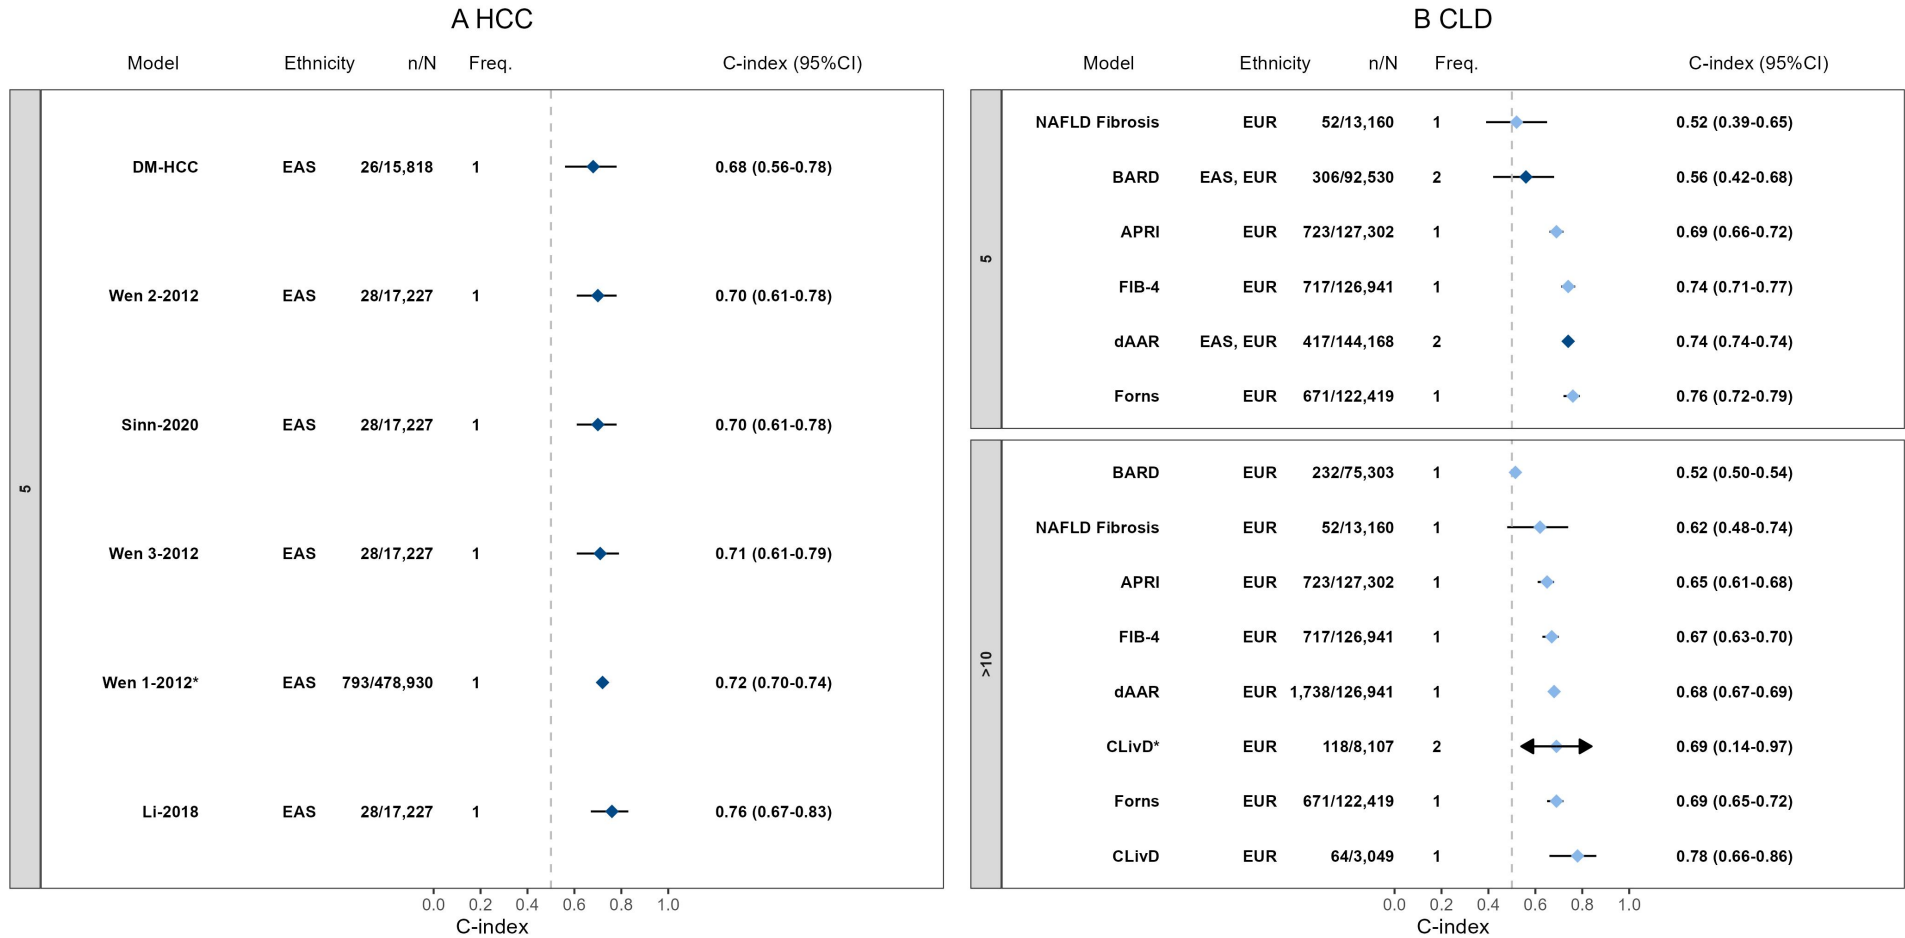 A HCC
Model Ethnicity n/N Freq. C-index (95%CI)
5
DM-HCC EAS 26/15,818 1 0.68 (0.56-0.78)
Wen 2-2012 EAS 28/17,227 1 0.70 (0.61-0.78)
Sinn-2020 EAS 28/17,227 1 0.70 (0.61-0.78)
Wen 3-2012 EAS 28/17,227 1 0.71 (0.61-0.79)
Wen 1-2012* EAS 793/478,930 1 0.72 (0.70-0.74)
Li-2018 EAS 28/17,227 1 0.76 (0.67-0.83)
0.0 0.2 0.4 0.6 0.8 1.0
C-index
B CLD
Model Ethnicity n/N Freq. C-index (95%CI)
5
NAFLD Fibrosis EUR 52/13,160 1 0.52 (0.39-0.65)
BARD EAS, EUR 306/92,530 2 0.56 (0.42-0.68)
APRI EUR 723/127,302 1 0.69 (0.66-0.72)
FIB-4 EUR 717/126,941 1 0.74 (0.71-0.77)
dAAR EAS, EUR 417/144,168 2 0.74 (0.74-0.74)
Forns EUR 671/122,419 1 0.76 (0.72-0.79)
>10
BARD EUR 232/75,303 1 0.52 (0.50-0.54)
NAFLD Fibrosis EUR 52/13,160 1 0.62 (0.48-0.74)
APRI EUR 723/127,302 1 0.65 (0.61-0.68)
FIB-4 EUR 717/126,941 1 0.67 (0.63-0.70)
dAAR EUR 1,738/126,941 1 0.68 (0.67-0.69)
CLivD* EUR 118/8,107 2 0.69 (0.14-0.97)
Forns EUR 671/122,419 1 0.69 (0.65-0.72)
CLivD EUR 64/3,049 1 0.78 (0.66-0.86)
0.0 0.2 0.4 0.6 0.8 1.0
C-index